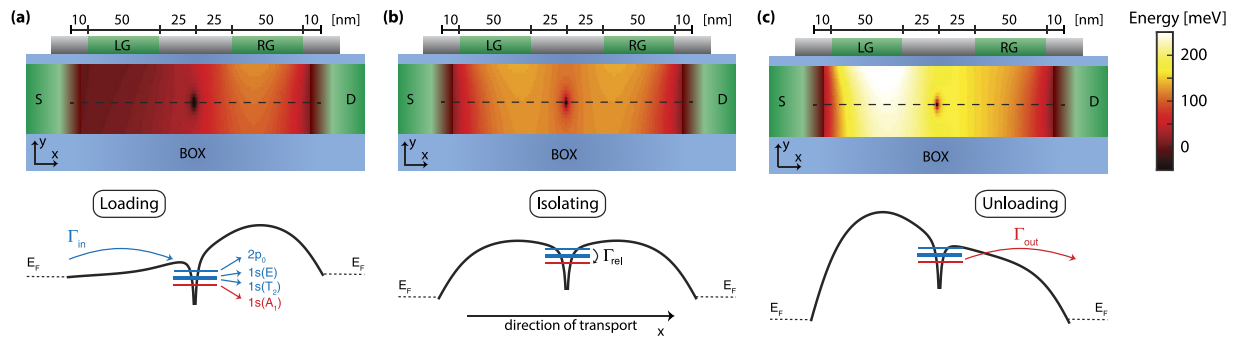 (a) 10 50 25 25 50 10 [nm]
LG RG
S D
y
x
BOX
Loading
Γin
EF EF
2p0
1s(E)
1s(T2)
1s(A1)
(b) 10 50 25 25 50 10 [nm]
LG RG
S D
y
x
BOX
Isolating
Γrel
EF EF
direction of transport x
(c) 10 50 25 25 50 10 [nm]
LG RG
S D
y
x
BOX
Unloading
Γout
EF EF
Energy [meV]
200
100
0